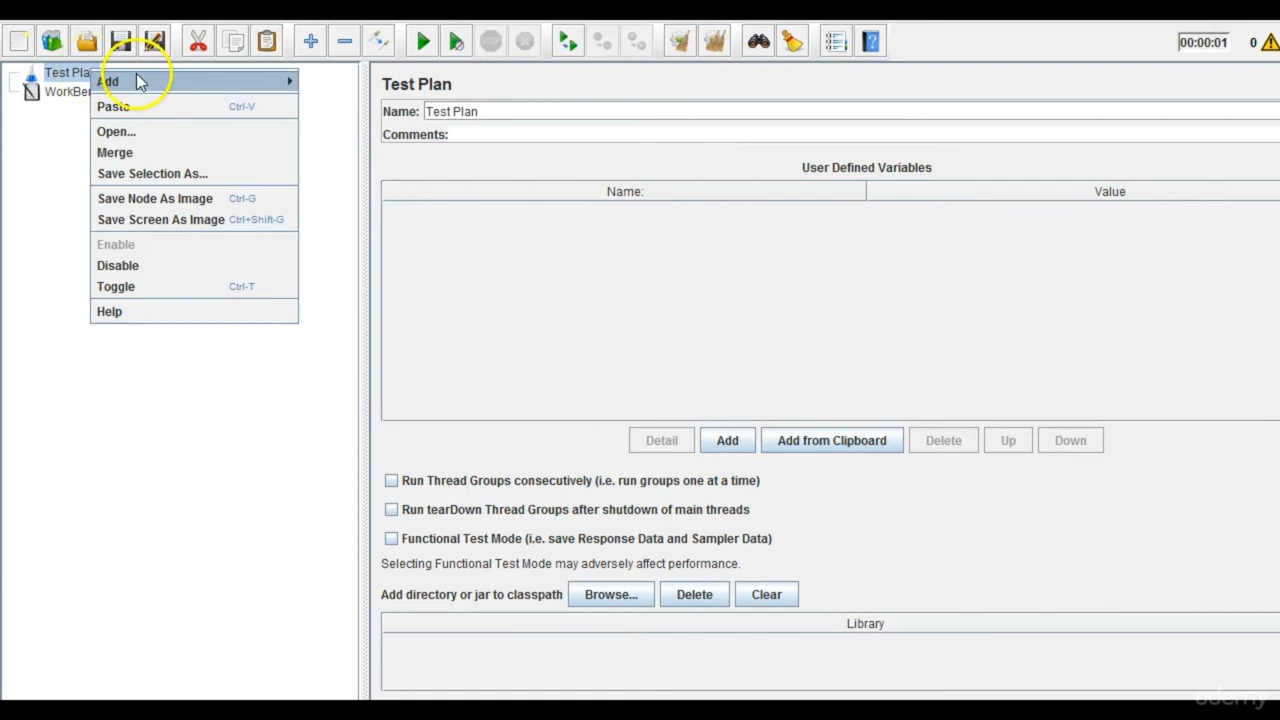 00:00:01 0
Test Pla
WorkBer
Add
Paste Ctrl-V
Open...
Merge
Save Selection As...
Save Node As Image Ctrl-G
Save Screen As Image Ctrl+Shift-G
Enable
Disable
Toggle Ctrl-T
Help
Test Plan
Name: Test Plan
Comments:
User Defined Variables
Name: Value
Detail Add Add from Clipboard Delete Up Down
Run Thread Groups consecutively (i.e. run groups one at a time)
Run tearDown Thread Groups after shutdown of main threads
Functional Test Mode (i.e. save Response Data and Sampler Data)
Selecting Functional Test Mode may adversely affect performance.
Add directory or jar to classpath Browse... Delete Clear
Library
udemy